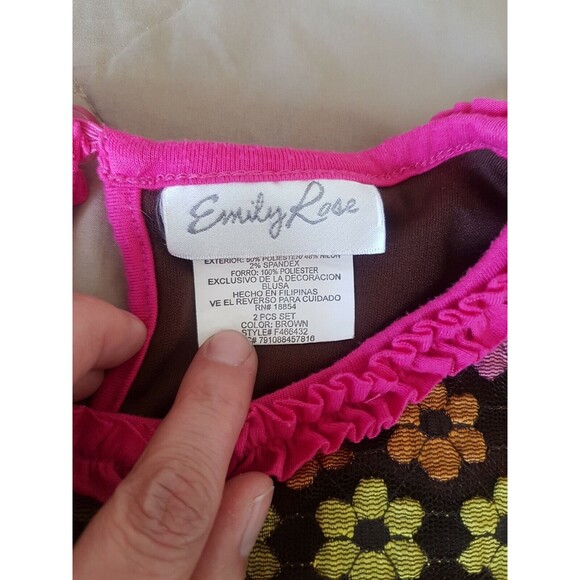 Emily Rose
EXTERIOR: 50% POLIESTER/ 48% NILON
2% SPANDEX
FORRO: 100% POLIESTER
EXCLUSIVO DE LA DECORACION
BLUSA
HECHO EN FILIPINAS
VE EL REVERSO PARA CUIDADO
RN# 18854
2 PCS SET
COLOR: BROWN
STYLE# F466432
# 791088457816